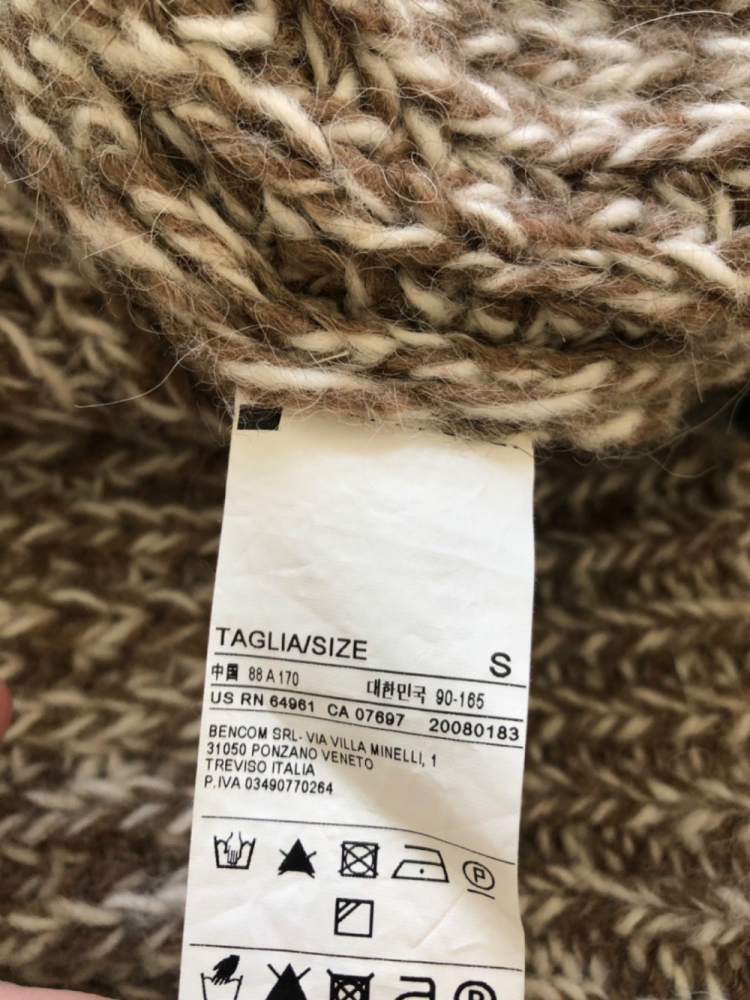 TAGLIA/SIZE S
中国 88 A 170 대한민국 90-165
US RN 64961 CA 07697 20080183
BENCOM SRL- VIA VILLA MINELLI, 1
31050 PONZANO VENETO
TREVISO ITALIA
P.IVA 03490770264
P
P